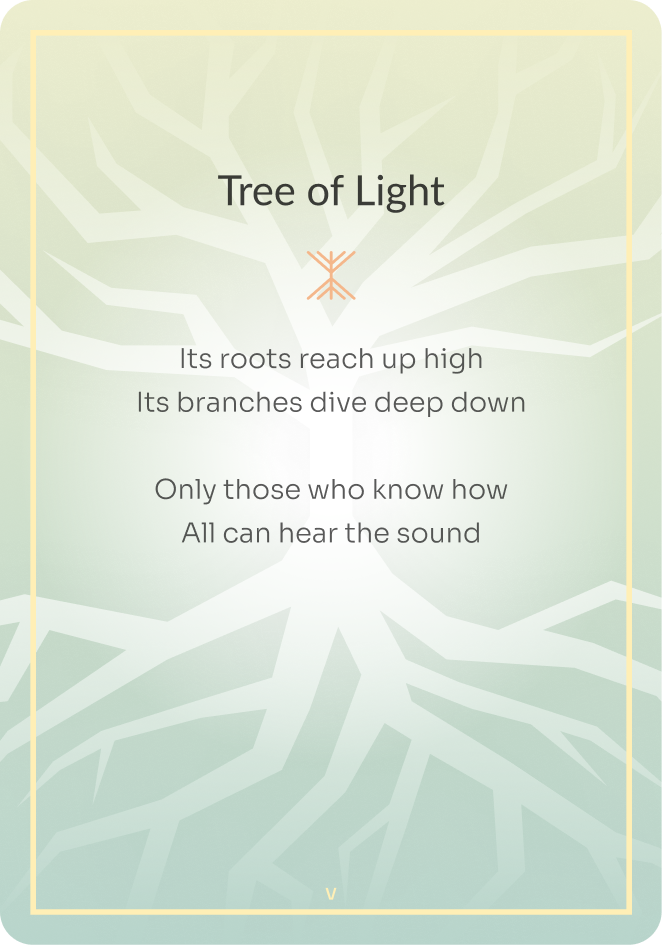 Tree of Light
Its roots reach up high
Its branches dive deep down
Only those who know how
All can hear the sound
V